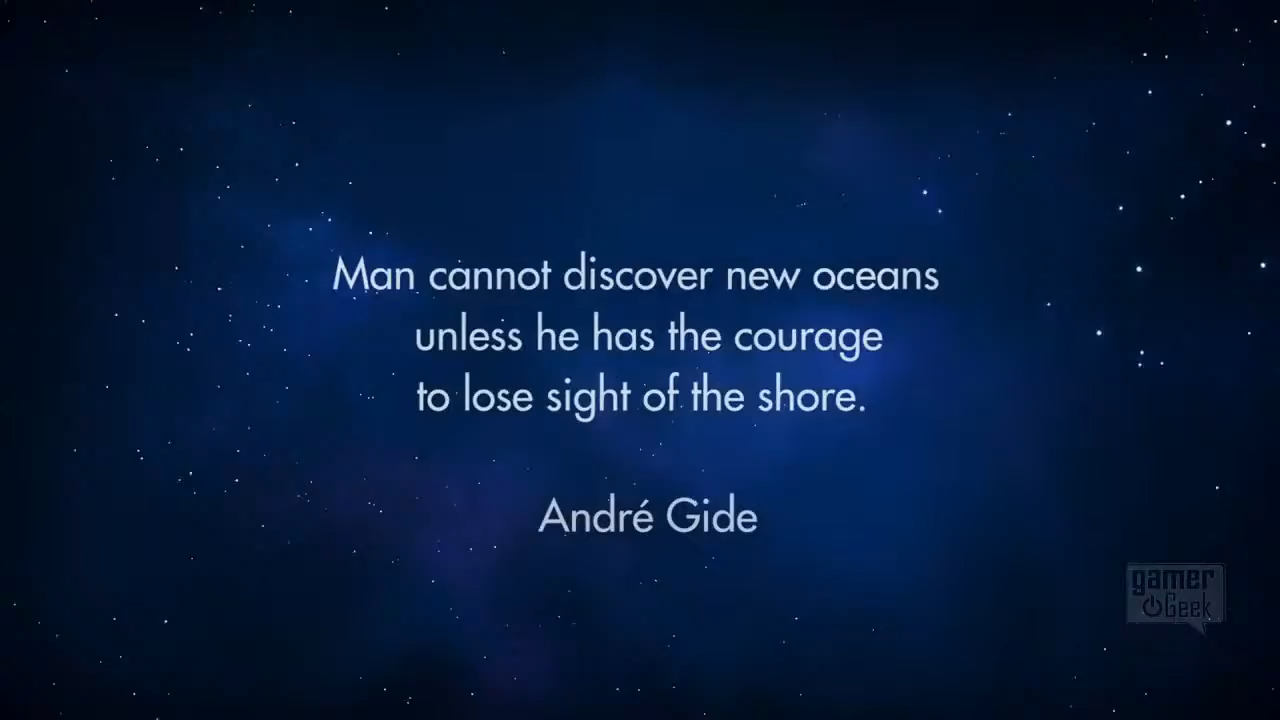 Man cannot discover new oceans
unless he has the courage
to lose sight of the shore.
André Gide
gamer
Geek